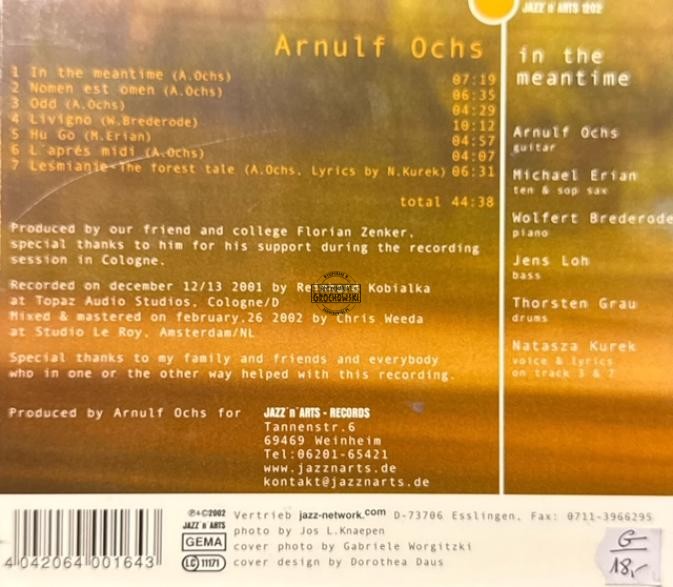 JAZZ'n'ARTS 1202
Arnulf Ochs
1 In the meantime (A.Ochs) 07:19
2 Nomen est omen (A.Ochs) 06:35
3 Odd (A.Ochs) 04:29
4 Livigno (W.Brederode) 10:12
5 Hu Go (M.Erian) 04:57
6 L'aprés midi (A.Ochs) 04:07
7 Lesmianie-The forest tale (A.Ochs, Lyrics by N.Kurek) 06:31
total 44:38
Produced by our friend and college Florian Zenker,
special thanks to him for his support during the recording
session in Cologne.
Recorded on december 12/13 2001 by Kobialka
at Topaz Audio Studios, Cologne/D
Mixed & mastered on february,26 2002 by Chris Weeda
at Studio Le Roy, Amsterdam/NL
Special thanks to my family and friends and everybody
who in one or the other way helped with this recording.
Produced by Arnulf Ochs for JAZZ'n'ARTS - RECORDS
Tannenstr.6
69469 Weinheim
Tel:06201-65421
www.jazznarts.de
kontakt@jazznarts.de
in the
meantime
Arnulf Ochs
guitar
Michael Erian
ten & sop sax
Wolfert Brederode
piano
Jens Loh
bass
Thorsten Grau
drums
Natasza Kurek
voice & lyrics
on track 3 & 7
GROCHOWSKI
4 042064 001643
℗+©2002
JAZZ'n'ARTS
GEMA
LC 11171
Vertrieb jazz-network.com D-73706 Esslingen, Fax: 0711-3966295
photo by Jos L.Knaepen
cover photo by Gabriele Worgitzki
cover design by Dorothea Daus
G
18,-